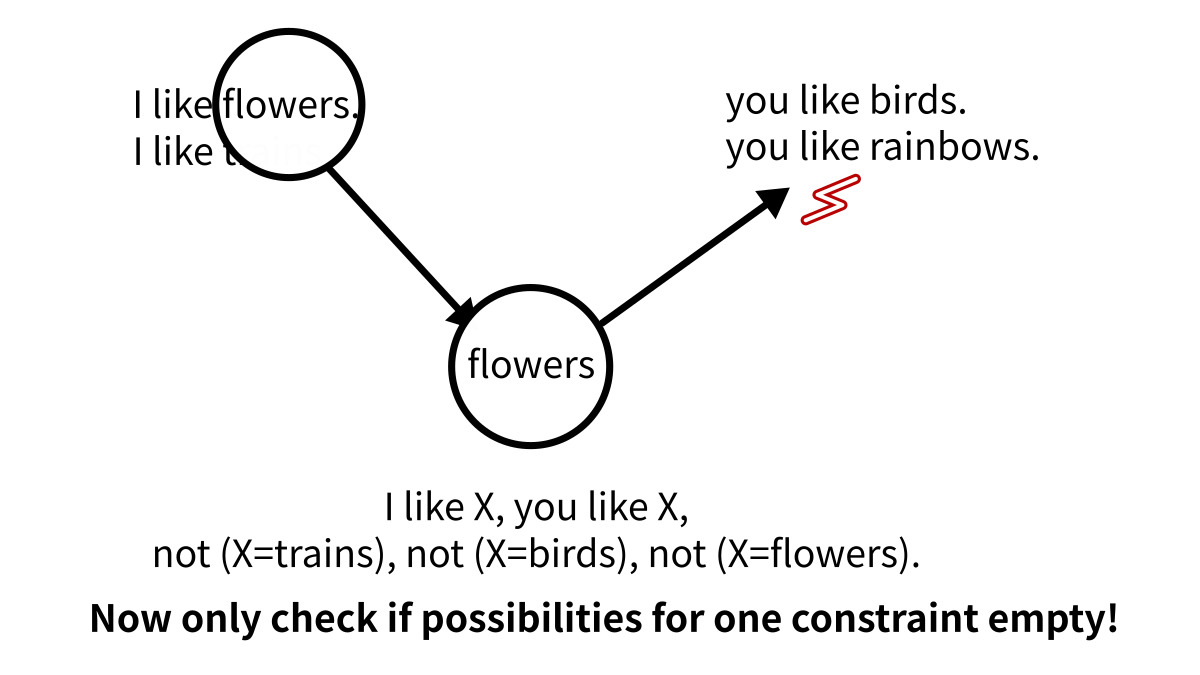 I like flowers.
I like
you like birds.
you like rainbows.
flowers
I like X, you like X,
not (X=trains), not (X=birds), not (X=flowers).
Now only check if possibilities for one constraint empty!